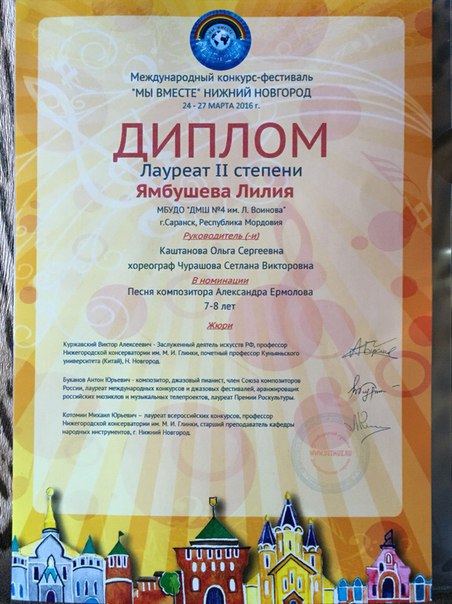 Международный конкурс-фестиваль
"МЫ ВМЕСТЕ" НИЖНИЙ НОВГОРОД
24 - 27 МАРТА 2016 г.
ДИПЛОМ
Лауреат II степени
Ямбушева Лилия
МБУДО "ДМШ №4 им. Л. Воинова"
г.Саранск, Республика Мордовия
Руководитель (-и)
Каштанова Ольга Сергеевна
хореограф Чурашова Сетлана Викторовна
В номинации
Песня композитора Александра Ермолова
7-8 лет
Жюри
Куржавский Виктор Алексеевич - Заслуженный деятель искусств РФ, профессор
Нижегородской консерватории им. М. И. Глинки, почетный профессор Куньяньского
университета (Китай), Н. Новгород.
Буканов Антон Юрьевич - композитор, джазовый пианист, член Союза композиторов
России, лауреат международных конкурсов и джазовых фестивалей, аранжировщик
российских мюзиклов и музыкальных телепроектов, лауреат Премии Роскультуры.
Котомин Михаил Юрьевич – лауреат всероссийских конкурсов, профессор
Нижегородской консерватории им. М. И. Глинки, старший преподаватель кафедры
народных инструментов, г. Нижний Новгород.